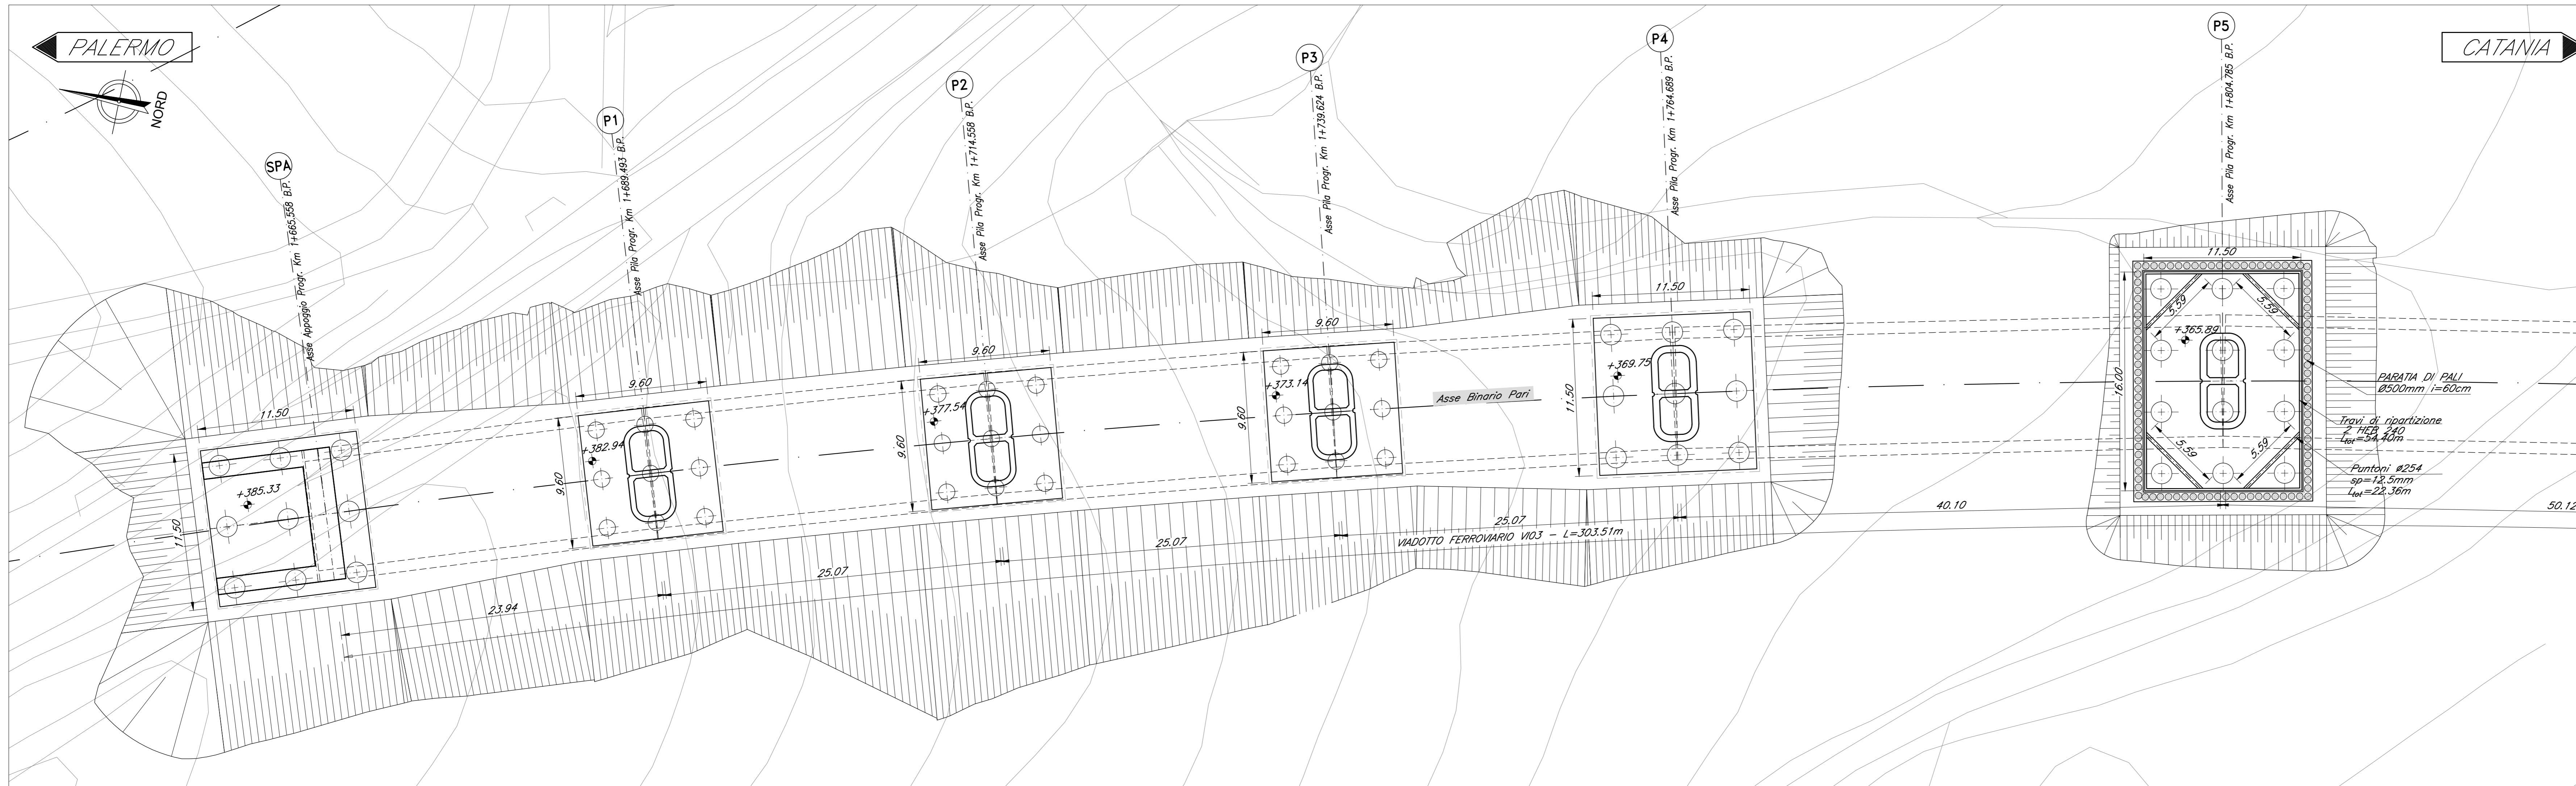 PALERMO
NORD
SPA
Asse Appoggio Progr. Km 1+665.558 B.P.
P1
Asse Pila Progr. Km 1+689.493 B.P.
P2
Asse Pila Progr. Km 1+714.558 B.P.
P3
Asse Pila Progr. Km 1+739.624 B.P.
P4
Asse Pila Progr. Km 1+764.689 B.P.
P5
Asse Pila Progr. Km 1+804.785 B.P.
CATANIA
11.50
11.50
+385.33
9.60
9.60
+382.94
9.60
9.60
+377.54
9.60
9.60
+373.14
Asse Binario Pari
11.50
11.50
+369.75
11.50
16.00
5.59
5.59
+365.89
5.59
5.59
PARATIA DI PALI
Ø500mm i=60cm
Travi di ripartizione
2 HEB 240
Ltot=54.40m
Puntoni ø254
sp=12.5mm
Ltot=22.36m
23.94
25.07
25.07
25.07
40.10
50.12
VIADOTTO FERROVIARIO VI03 - L=303.51m